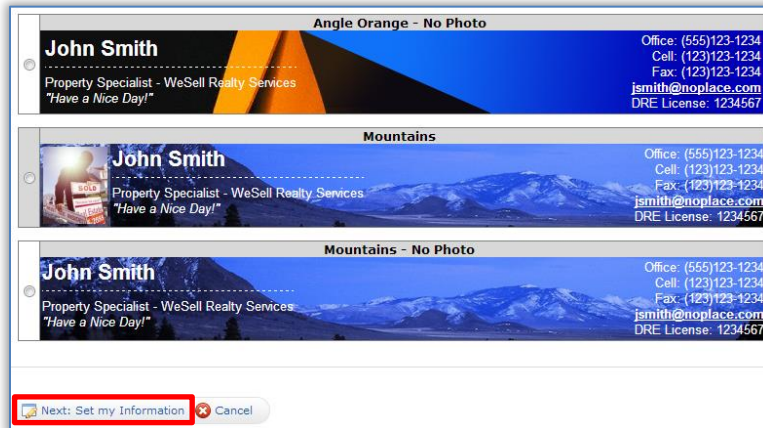 Angle Orange - No Photo
John Smith
Property Specialist - WeSell Realty Services
"Have a Nice Day!"
Office: (555)123-1234
Cell: (123)123-1234
Fax: (123)123-1234
jsmith@noplace.com
DRE License: 1234567
Mountains
SOLD
John Smith
Property Specialist - WeSell Realty Services
"Have a Nice Day!"
Office: (555)123-1234
Cell: (123)123-1234
Fax: (123)123-1234
jsmith@noplace.com
DRE License: 1234567
Mountains - No Photo
John Smith
Property Specialist - WeSell Realty Services
"Have a Nice Day!"
Office: (555)123-1234
Cell: (123)123-1234
Fax: (123)123-1234
jsmith@noplace.com
DRE License: 1234567
Next: Set my Information Cancel